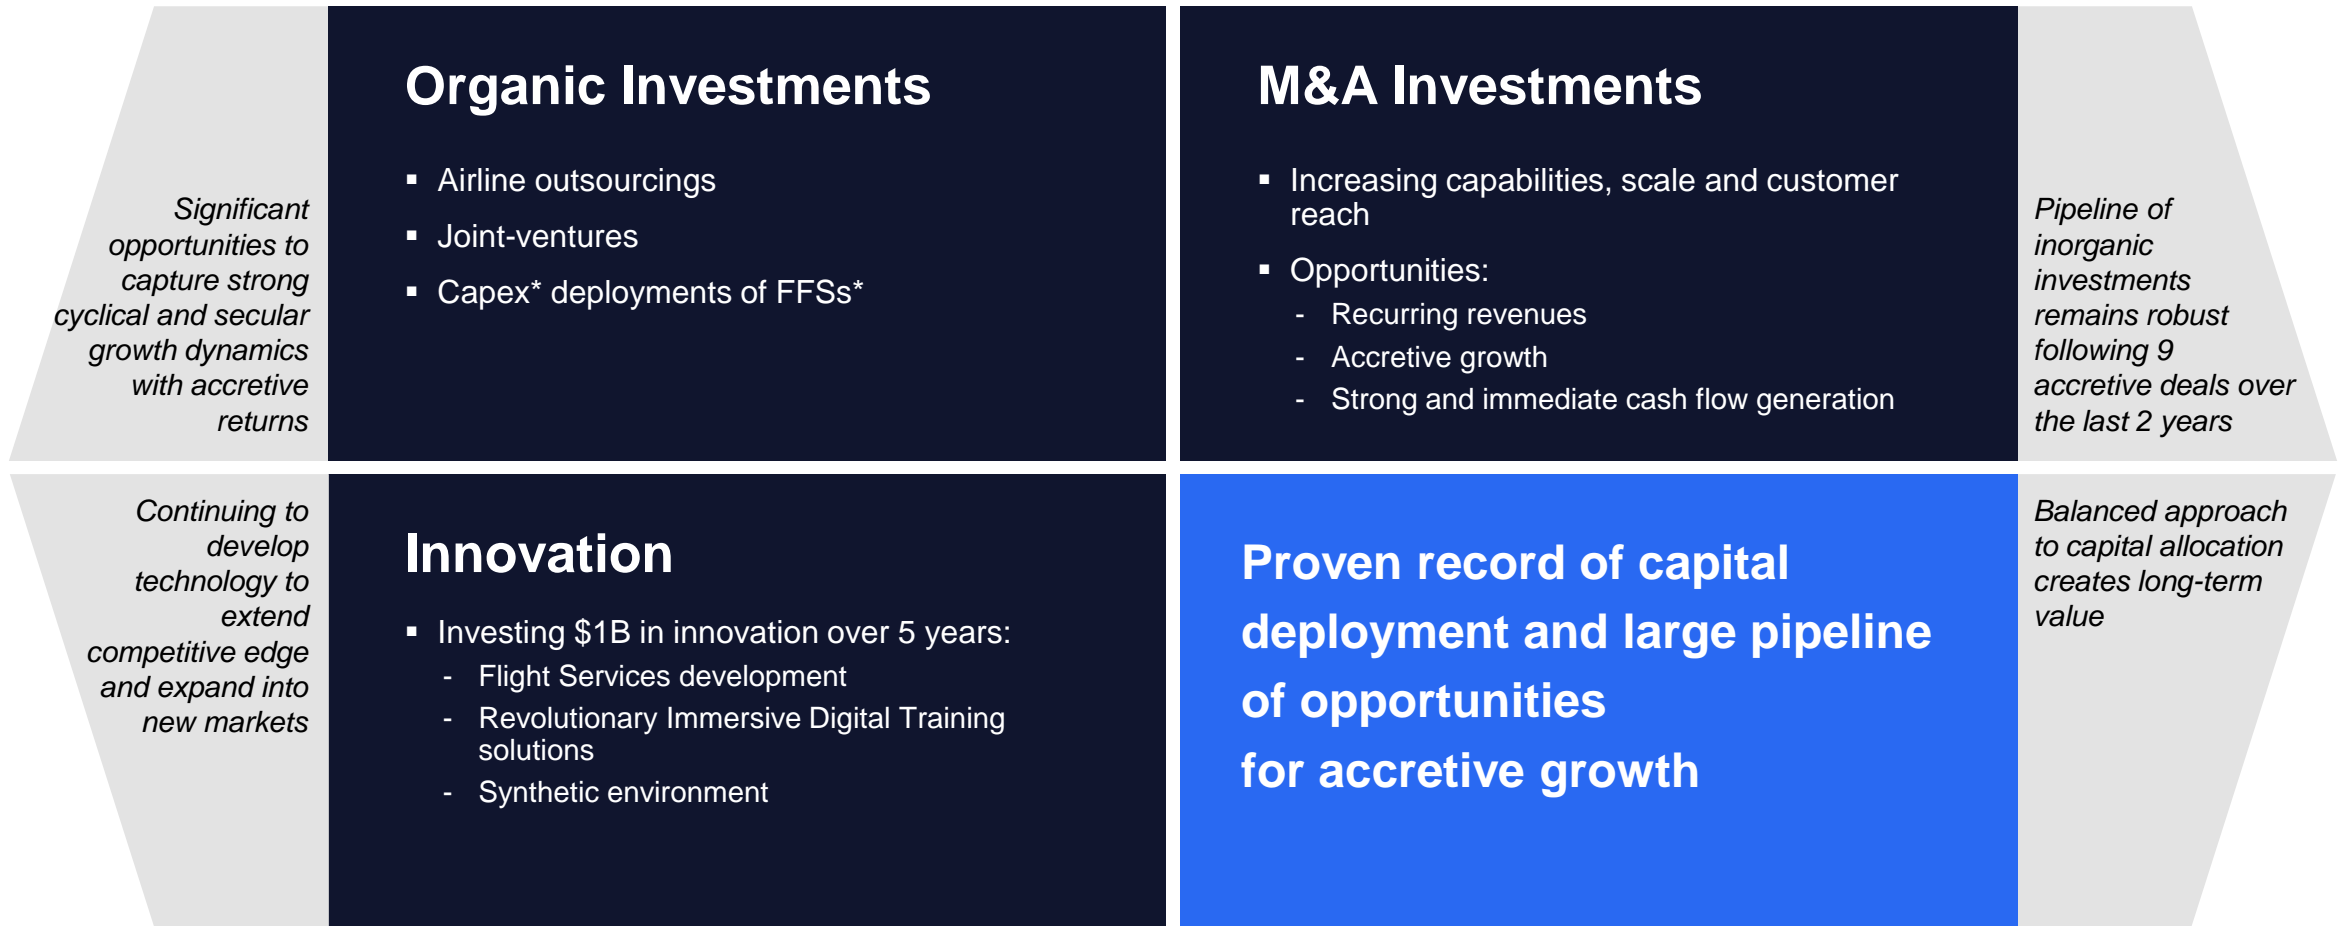 Significant
opportunities to
capture strong
cyclical and secular
growth dynamics
with accretive
returns
Organic Investments
▪ Airline outsourcings
▪ Joint-ventures
▪ Capex* deployments of FFSs*
M&A Investments
▪ Increasing capabilities, scale and customer
reach
▪ Opportunities:
- Recurring revenues
- Accretive growth
- Strong and immediate cash flow generation
Pipeline of
inorganic
investments
remains robust
following 9
accretive deals over
the last 2 years
Continuing to
develop
technology to
extend
competitive edge
and expand into
new markets
Innovation
▪ Investing $1B in innovation over 5 years:
- Flight Services development
- Revolutionary Immersive Digital Training
solutions
- Synthetic environment
Proven record of capital
deployment and large pipeline
of opportunities
for accretive growth
Balanced approach
to capital allocation
creates long-term
value